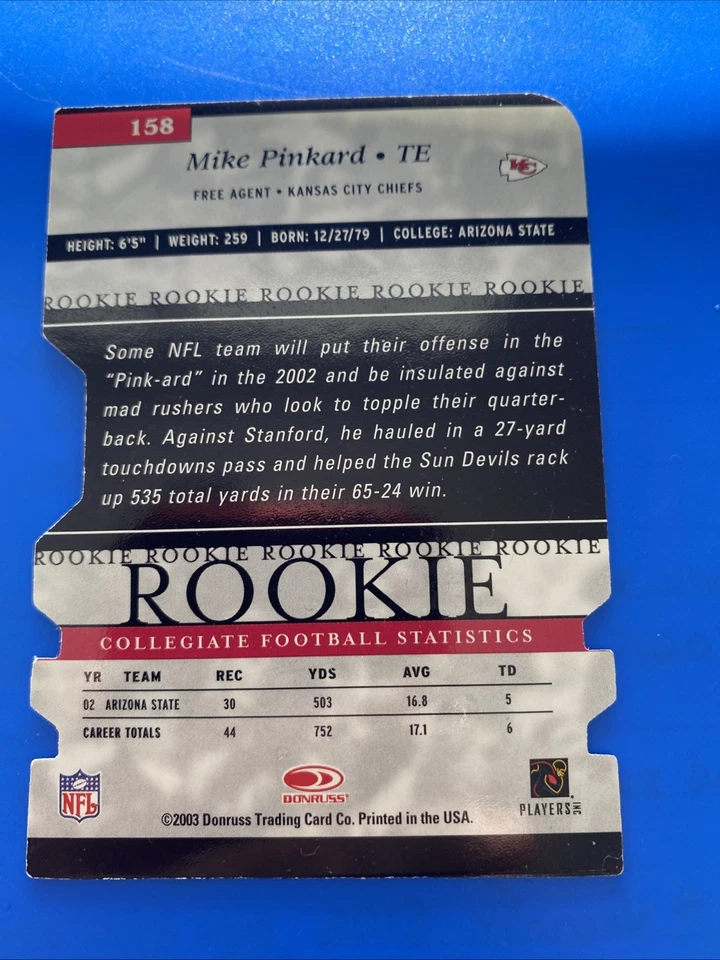 158
Mike Pinkard • TE
KC
FREE AGENT • KANSAS CITY CHIEFS
HEIGHT: 6'5" | WEIGHT: 259 | BORN: 12/27/79 | COLLEGE: ARIZONA STATE
ROOKIE ROOKIE ROOKIE ROOKIE ROOKIE
Some NFL team will put their offense in the
"Pink-ard" in the 2002 and be insulated against
mad rushers who look to topple their quarter-
back. Against Stanford, he hauled in a 27-yard
touchdowns pass and helped the Sun Devils rack
up 535 total yards in their 65-24 win.
ROOKIE ROOKIE ROOKIE ROOKIE ROOKIE
ROOKIE
COLLEGIATE FOOTBALL STATISTICS
YR TEAM REC YDS AVG TD
02 ARIZONA STATE 30 503 16.8 5
CAREER TOTALS 44 752 17.1 6
NFL
DONRUSS
PLAYERS INC
©2003 Donruss Trading Card Co. Printed in the USA.